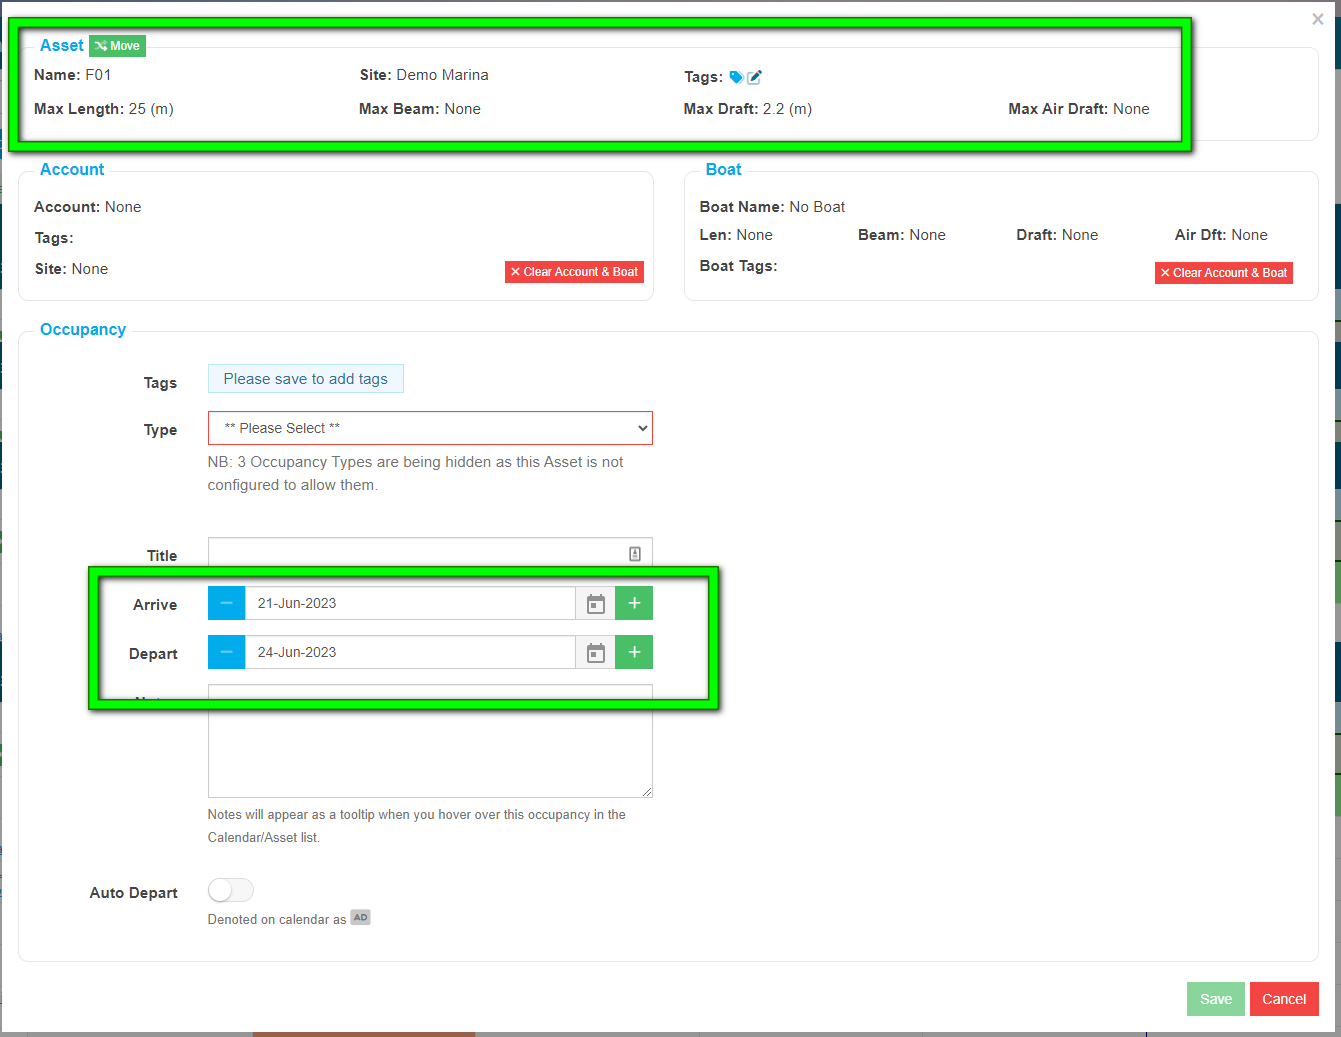 ×
Asset Move
Name: F01 Site: Demo Marina Tags:
Max Length: 25 (m) Max Beam: None Max Draft: 2.2 (m) Max Air Draft: None
Account
Account: None
Tags:
Site: None
× Clear Account & Boat
Boat
Boat Name: No Boat
Len: None Beam: None Draft: None Air Dft: None
Boat Tags:
× Clear Account & Boat
Occupancy
Tags Please save to add tags
Type ** Please Select **
NB: 3 Occupancy Types are being hidden as this Asset is not
configured to allow them.
Title
Arrive − 21-Jun-2023 +
Depart − 24-Jun-2023 +
Notes will appear as a tooltip when you hover over this occupancy in the
Calendar/Asset list.
Auto Depart
Denoted on calendar as AD
Save Cancel